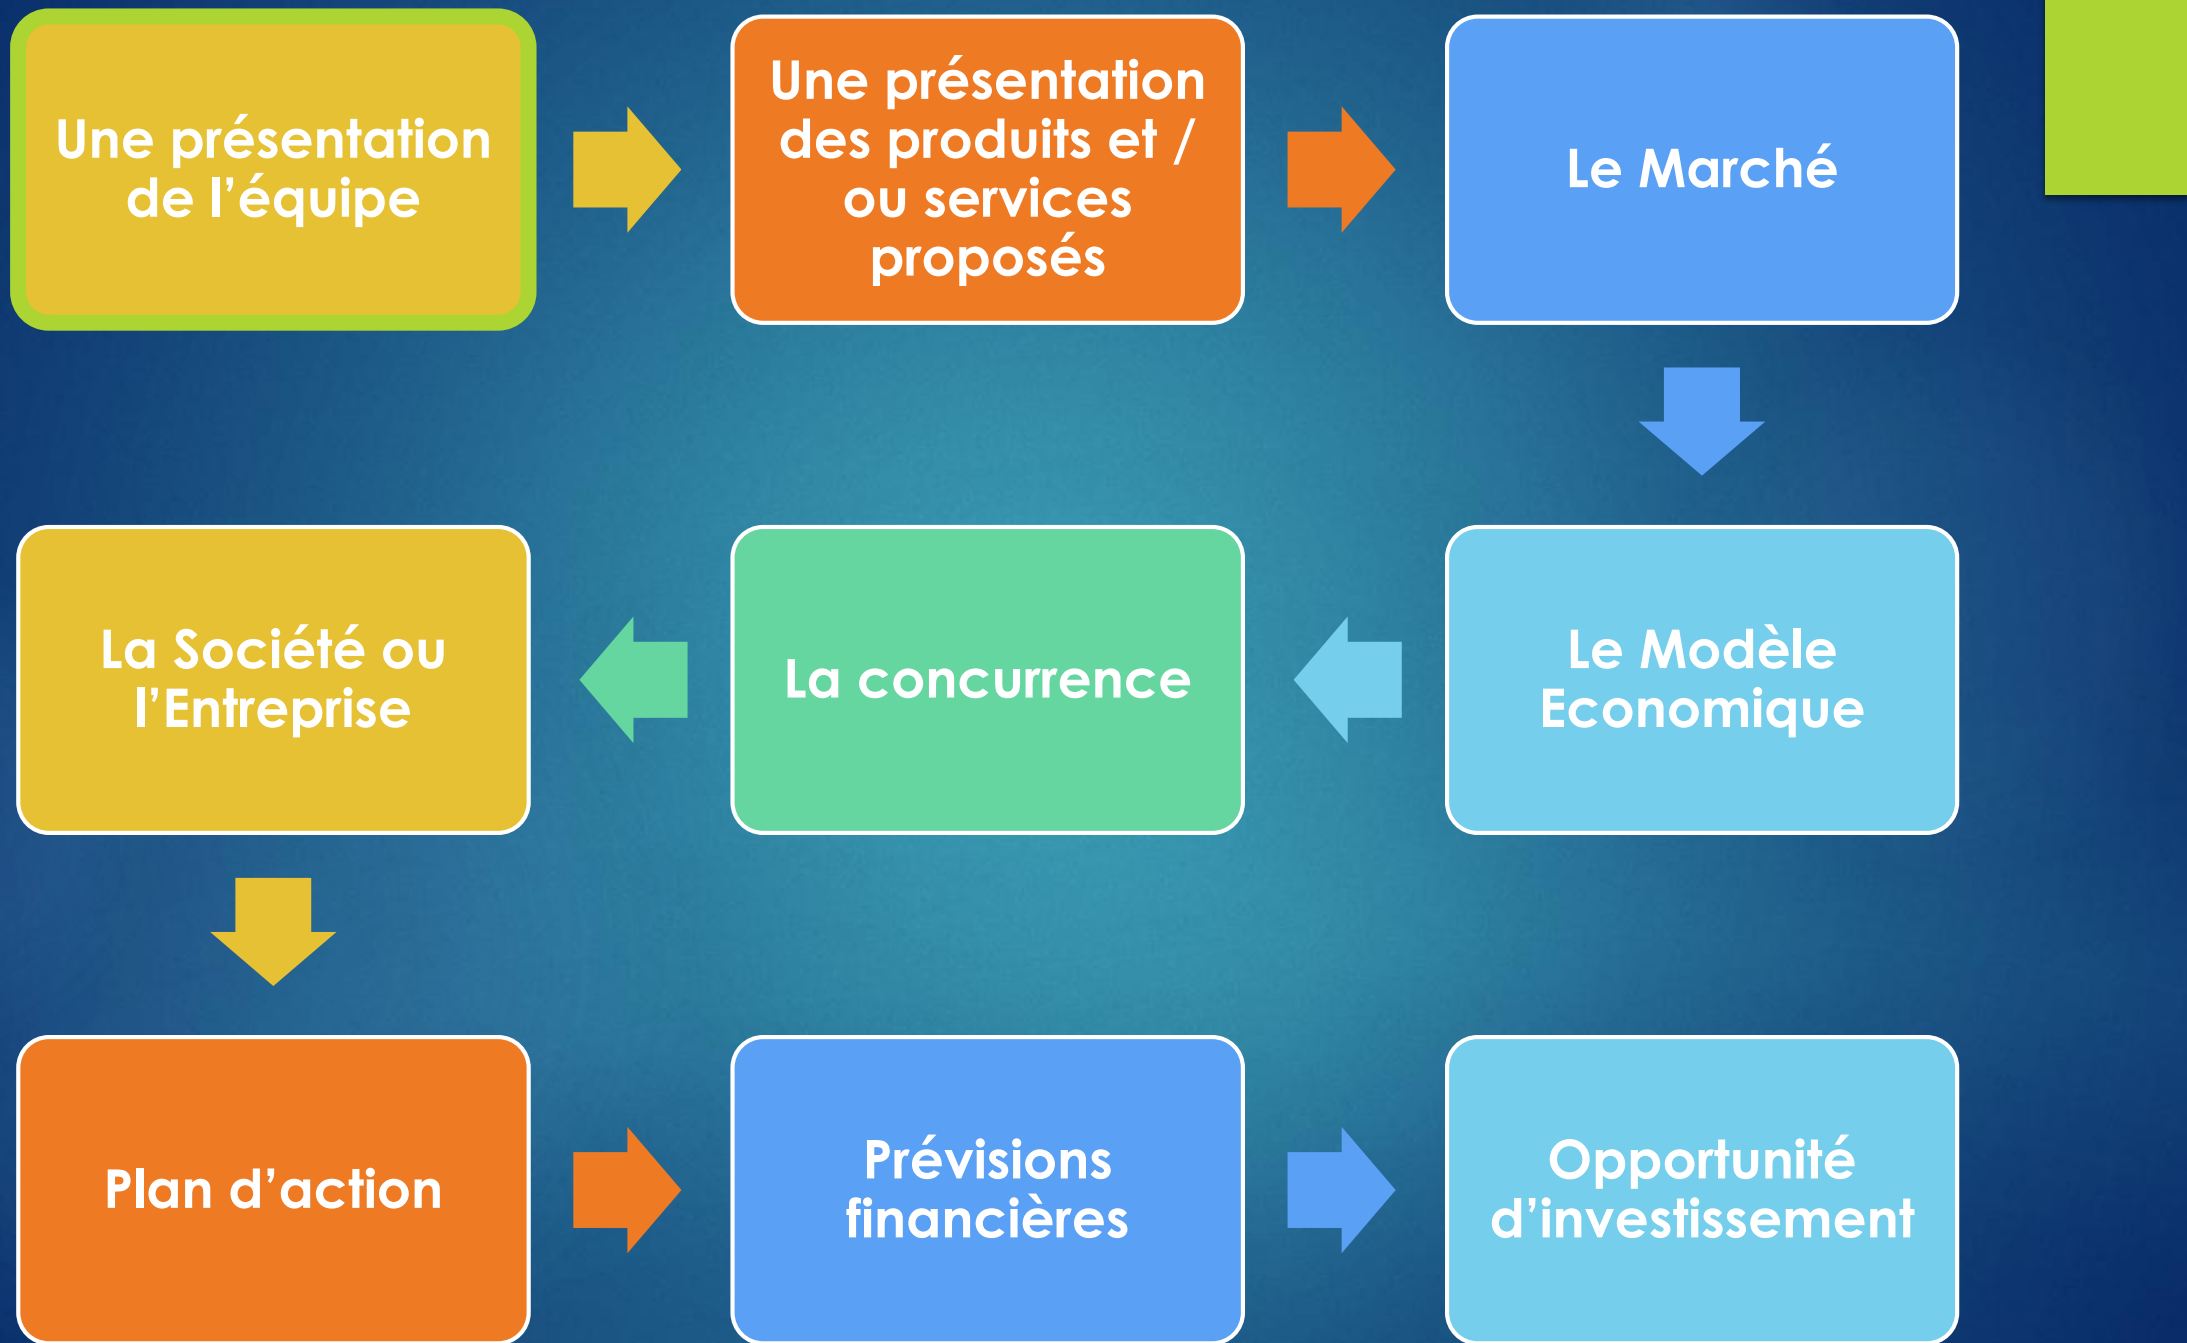 Une présentation
de l’équipe
Une présentation
des produits et /
ou services
proposés
Le Marché
Le Modèle
Economique
La concurrence
La Société ou
l’Entreprise
Plan d’action
Prévisions
financières
Opportunité
d’investissement